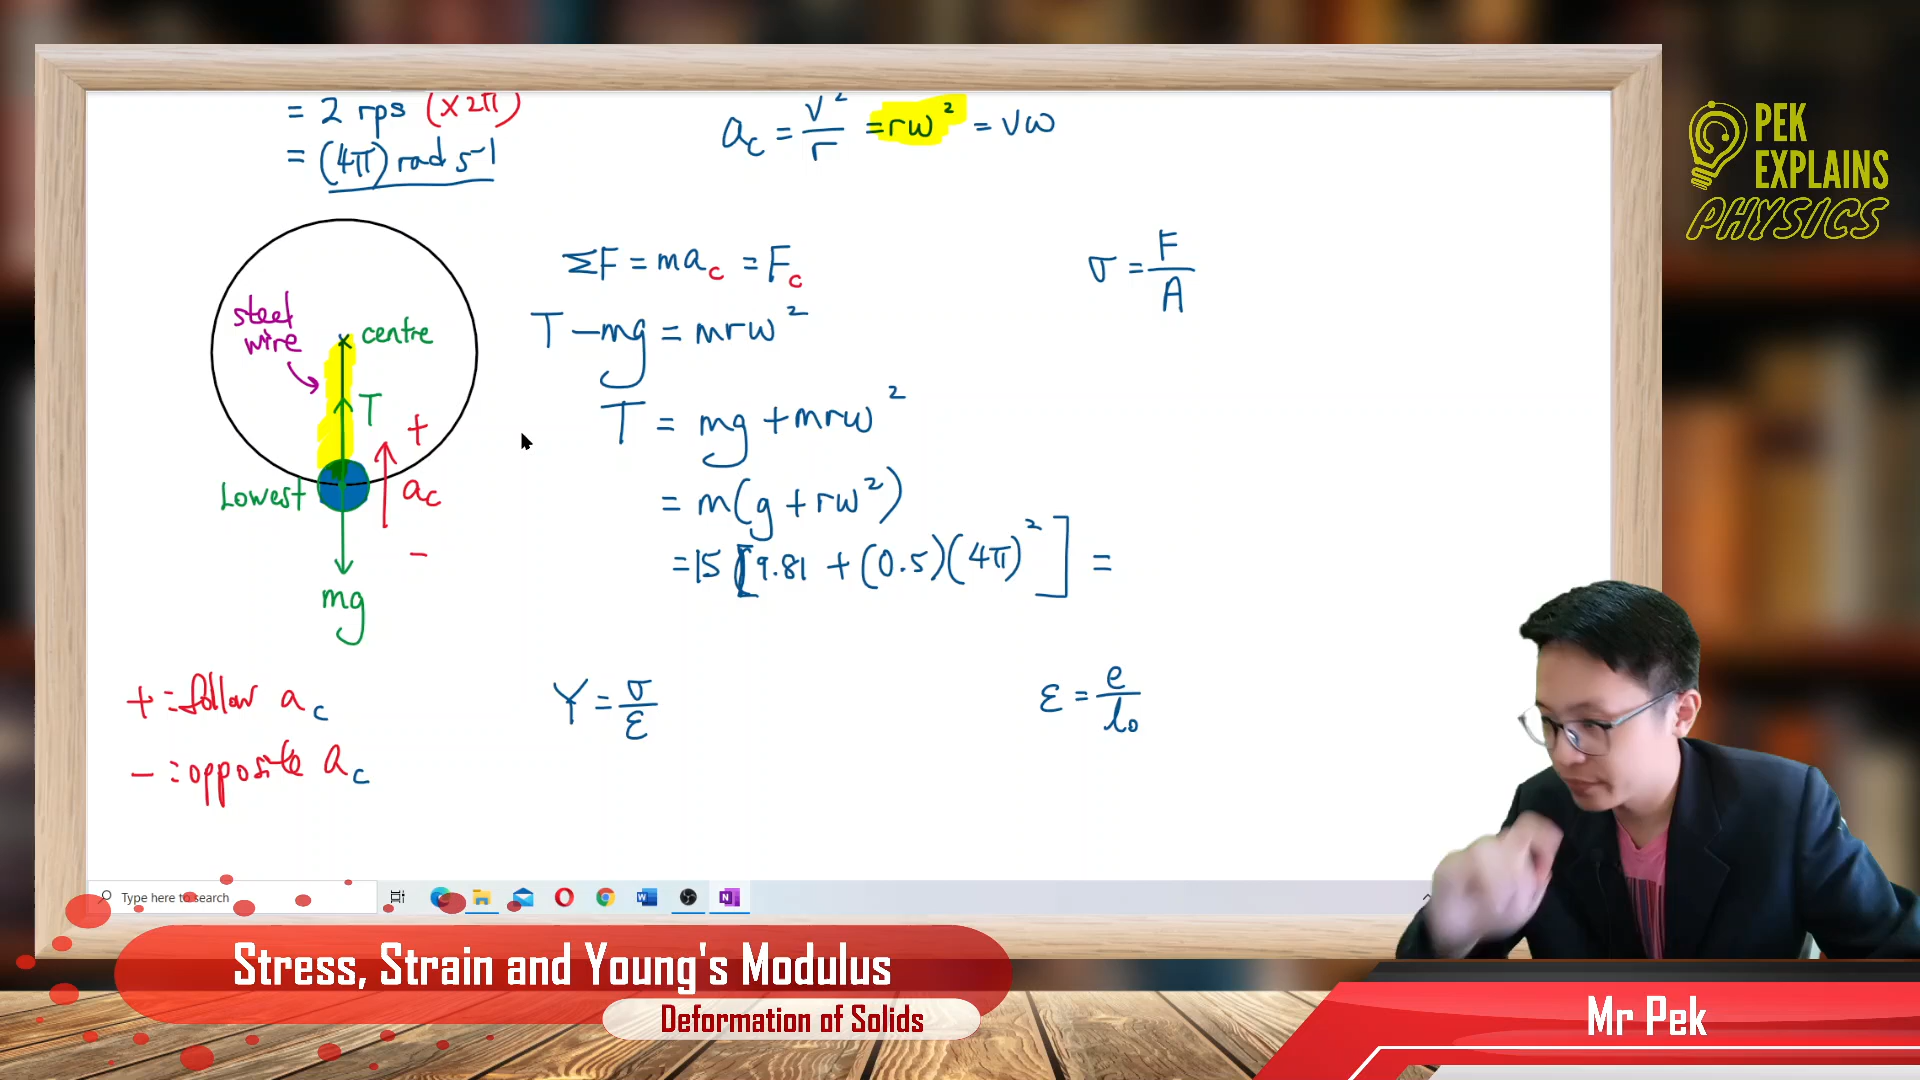 = 2 rps (×2π)
= (4π) rad s⁻¹
a_c = v²/r = rω² = vω
PEK
EXPLAINS
PHYSICS
steel
wire
centre
T
+
Lowest
a_c
−
mg
ΣF = ma_c = F_c
T − mg = mrω²
T = mg + mrω²
= m(g + rω²)
= 15 [9.81 + (0.5)(4π)²] =
σ = F/A
+ : follow a_c
− : opposite a_c
Y = σ/ε
ε = e/l₀
Type here to search
Stress, Strain and Young's Modulus
Deformation of Solids
Mr Pek